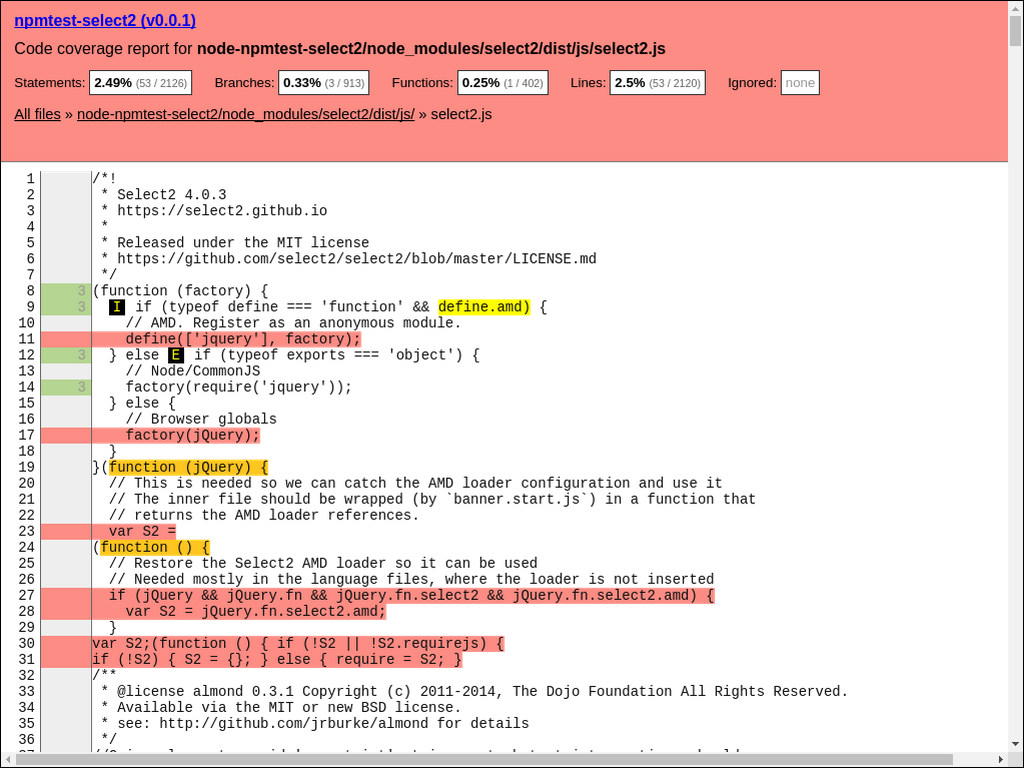 npmtest-select2 (v0.0.1)
Code coverage report for node-npmtest-select2/node_modules/select2/dist/js/select2.js
Statements: 2.49% (53 / 2126) Branches: 0.33% (3 / 913) Functions: 0.25% (1 / 402) Lines: 2.5% (53 / 2120) Ignored: none
All files » node-npmtest-select2/node_modules/select2/dist/js/ » select2.js
1 /*!
2  * Select2 4.0.3
3  * https://select2.github.io
4  *
5  * Released under the MIT license
6  * https://github.com/select2/select2/blob/master/LICENSE.md
7  */
8 3 (function (factory) {
9 3   I if (typeof define === 'function' && define.amd) {
10     // AMD. Register as an anonymous module.
11     define(['jquery'], factory);
12 3   } else E if (typeof exports === 'object') {
13     // Node/CommonJS
14 3     factory(require('jquery'));
15   } else {
16     // Browser globals
17     factory(jQuery);
18   }
19 }(function (jQuery) {
20   // This is needed so we can catch the AMD loader configuration and use it
21   // The inner file should be wrapped (by `banner.start.js`) in a function that
22   // returns the AMD loader references.
23   var S2 =
24 (function () {
25   // Restore the Select2 AMD loader so it can be used
26   // Needed mostly in the language files, where the loader is not inserted
27   if (jQuery && jQuery.fn && jQuery.fn.select2 && jQuery.fn.select2.amd) {
28     var S2 = jQuery.fn.select2.amd;
29   }
30 var S2;(function () { if (!S2 || !S2.requirejs) {
31 if (!S2) { S2 = {}; } else { require = S2; }
32 /**
33  * @license almond 0.3.1 Copyright (c) 2011-2014, The Dojo Foundation All Rights Reserved.
34  * Available via the MIT or new BSD license.
35  * see: http://github.com/jrburke/almond for details
36  */